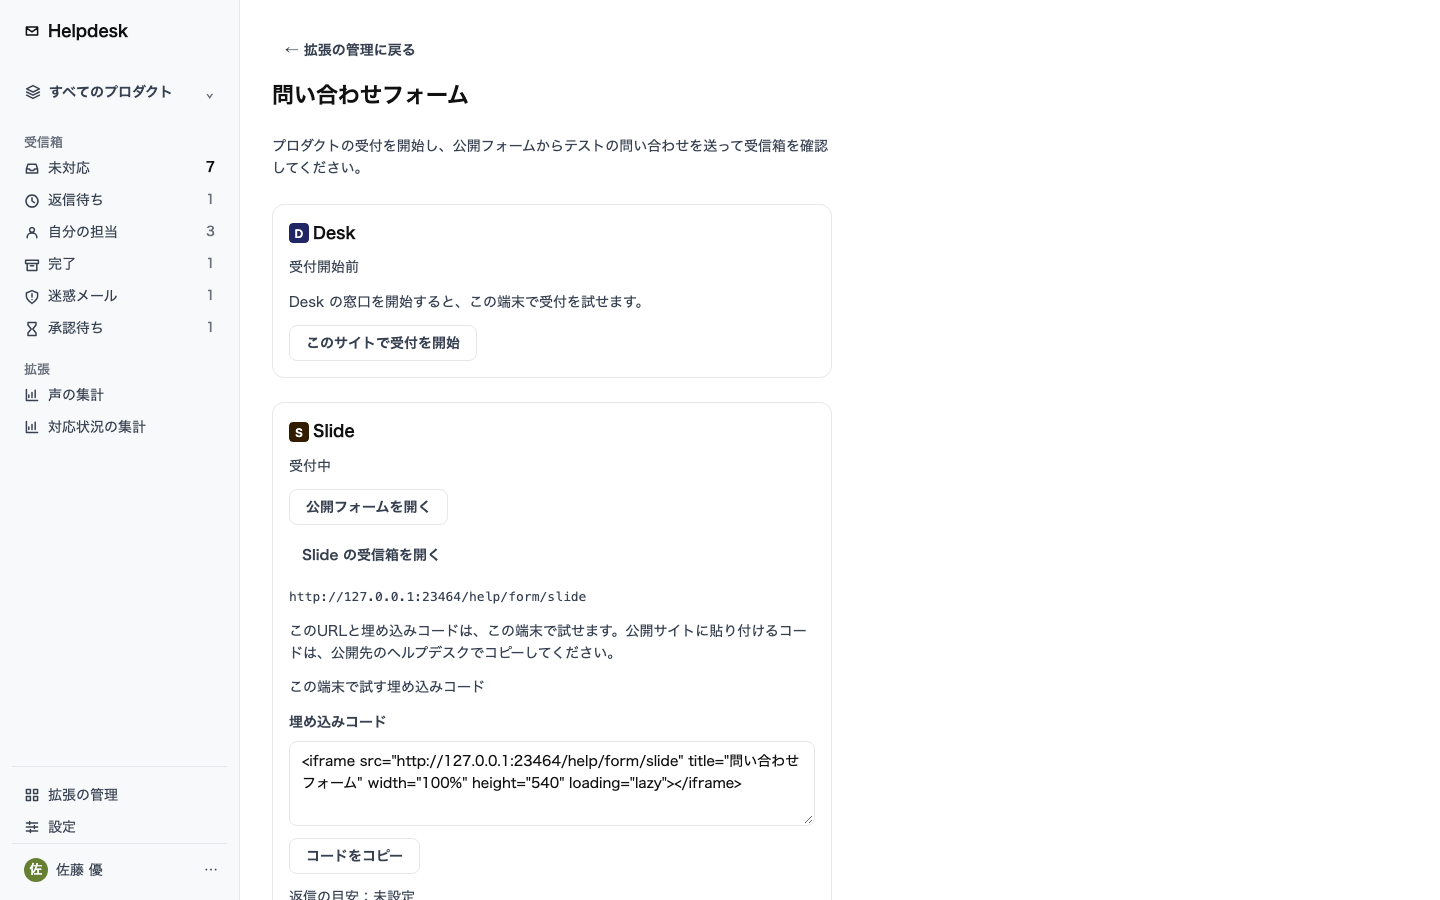 Helpdesk
すべてのプロダクト
受信箱
未対応 7
返信待ち 1
自分の担当 3
完了 1
迷惑メール 1
承認待ち 1
拡張
声の集計
対応状況の集計
拡張の管理
設定
佐 佐藤 優 …
← 拡張の管理に戻る
問い合わせフォーム
プロダクトの受付を開始し、公開フォームからテストの問い合わせを送って受信箱を確認
してください。
D Desk
受付開始前
Desk の窓口を開始すると、この端末で受付を試せます。
このサイトで受付を開始
S Slide
受付中
公開フォームを開く
Slide の受信箱を開く
http://127.0.0.1:23464/help/form/slide
このURLと埋め込みコードは、この端末で試せます。公開サイトに貼り付けるコー
ドは、公開先のヘルプデスクでコピーしてください。
この端末で試す埋め込みコード
埋め込みコード
<iframe src="http://127.0.0.1:23464/help/form/slide" title="問い合わせ
フォーム" width="100%" height="540" loading="lazy"></iframe>
コードをコピー
返信の目安：未設定